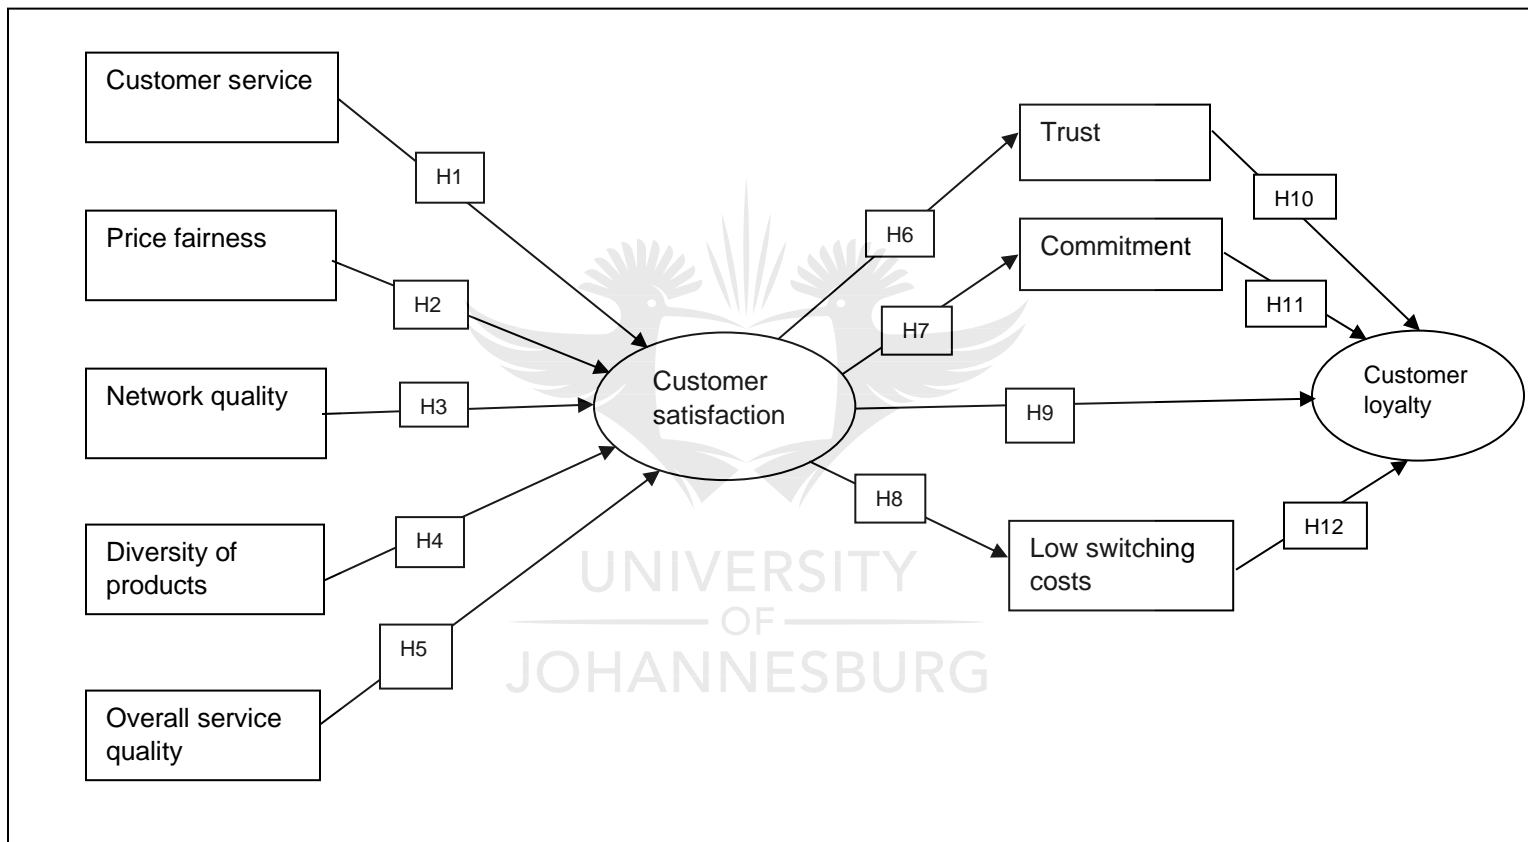 Customer service
H1
Price fairness
H2
Network quality
H3
Diversity of
products
H4
Overall service
quality
H5
Customer
satisfaction
H6
Trust
H10
H7
Commitment
H11
H9
Customer
loyalty
H8
Low switching
costs
H12
UNIVERSITY
OF
JOHANNESBURG